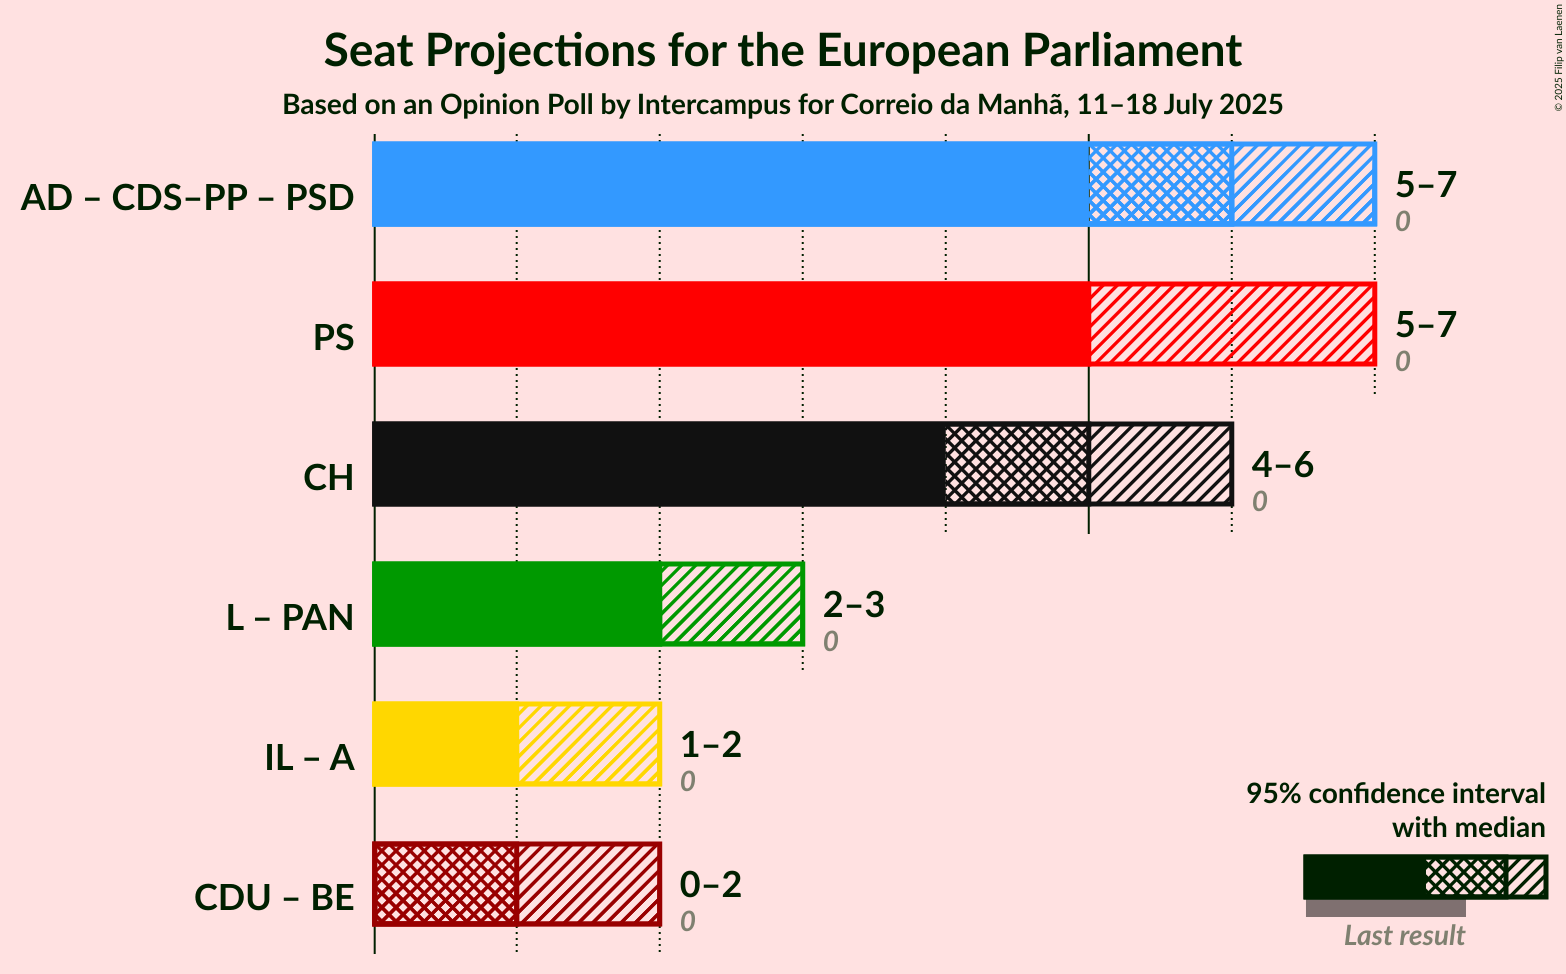 Seat Projections for the European Parliament
Based on an Opinion Poll by Intercampus for Correio da Manhã, 11–18 July 2025
© 2025 Filip van Laenen
AD – CDS–PP – PSD
5–7
0
PS
5–7
0
CH
4–6
0
L – PAN
2–3
0
IL – A
1–2
0
CDU – BE
0–2
0
95% confidence interval
with median
Last result